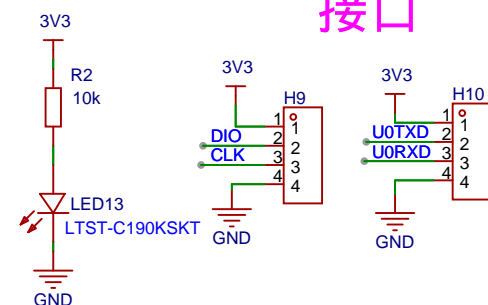 接口
3V3
R2
10k
LED13
LTST-C190KSKT
GND
3V3
H9
1
DIO 2
CLK 3
4
1
2
3
4
GND
3V3
H10
1
U0TXD 2
U0RXD 3
4
1
2
3
4
GND